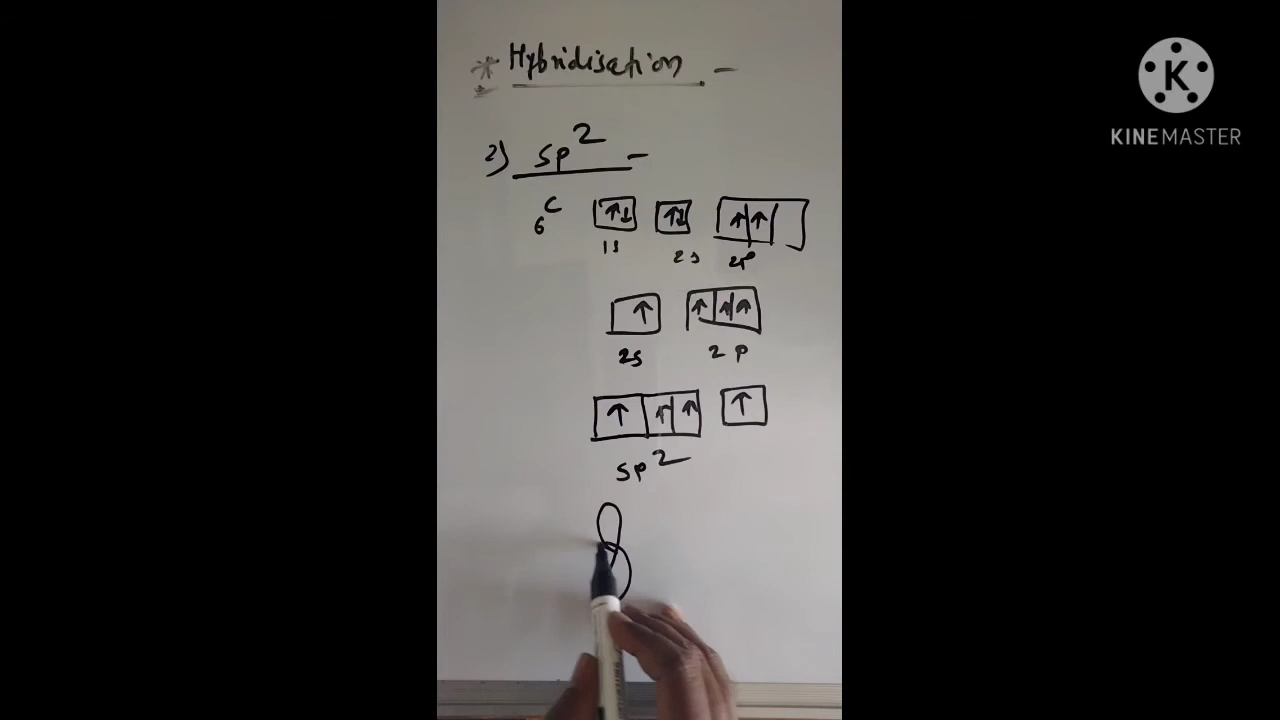 * Hybridisation -
K
KINEMASTER
2) sp² -
₆C ↑↓ ↑↓ ↑ ↑
1s 2s 2p
↑ ↑ ↑ ↑
2s 2p
↑ ↑ ↑ ↑
sp²